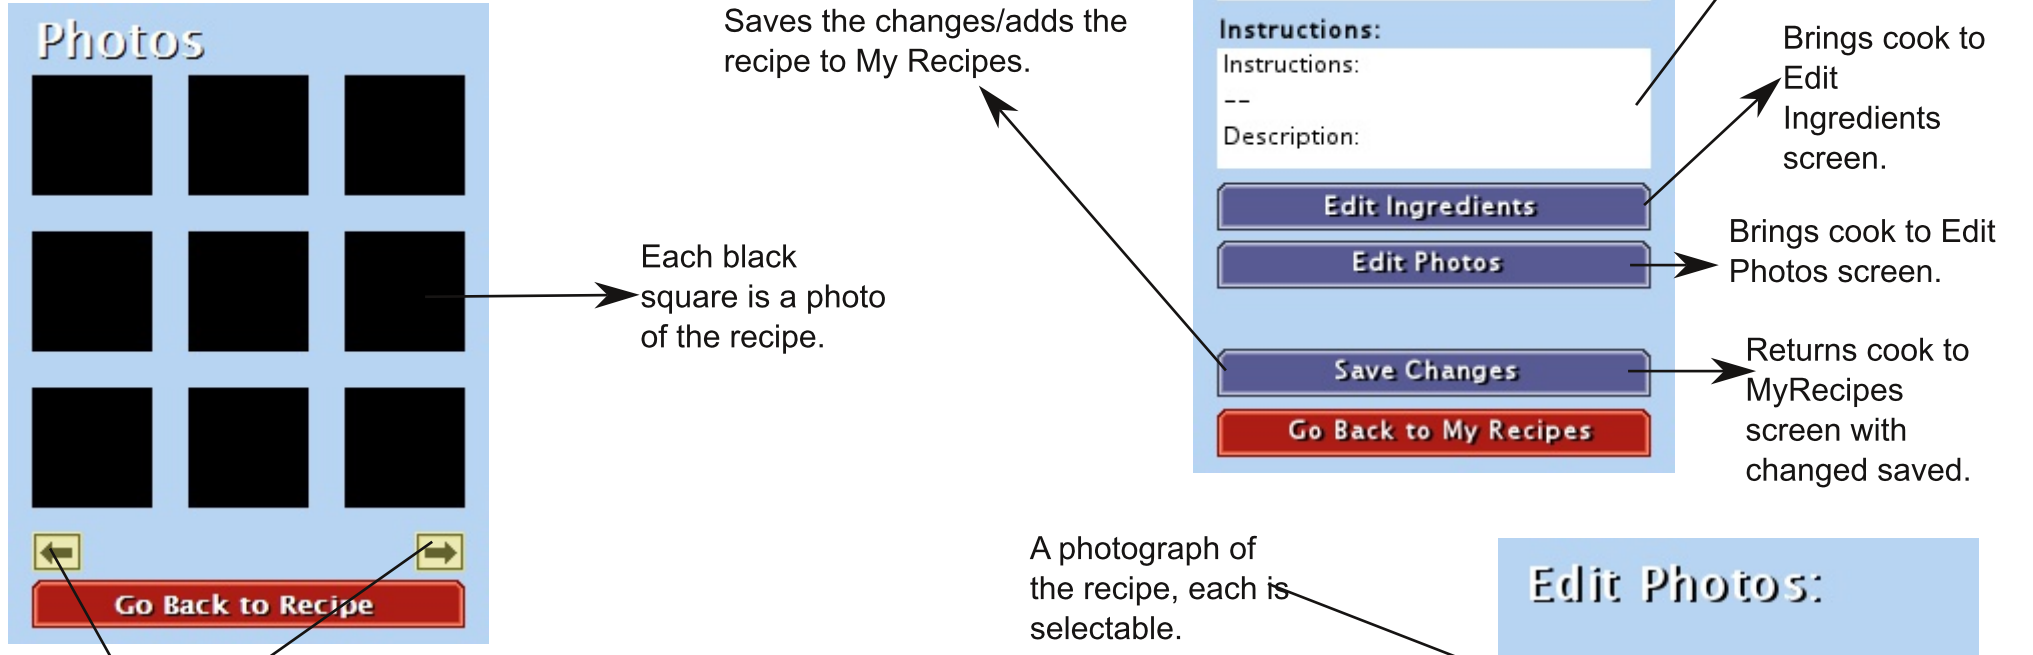 Photos
Go Back to Recipe
Each black
square is a photo
of the recipe.
Saves the changes/adds the
recipe to My Recipes.
Instructions:
Instructions:
--
Description:
Edit Ingredients
Edit Photos
Save Changes
Go Back to My Recipes
Brings cook to
Edit
Ingredients
screen.
Brings cook to Edit
Photos screen.
Returns cook to
MyRecipes
screen with
changed saved.
A photograph of
the recipe, each is
selectable.
Edit Photos: